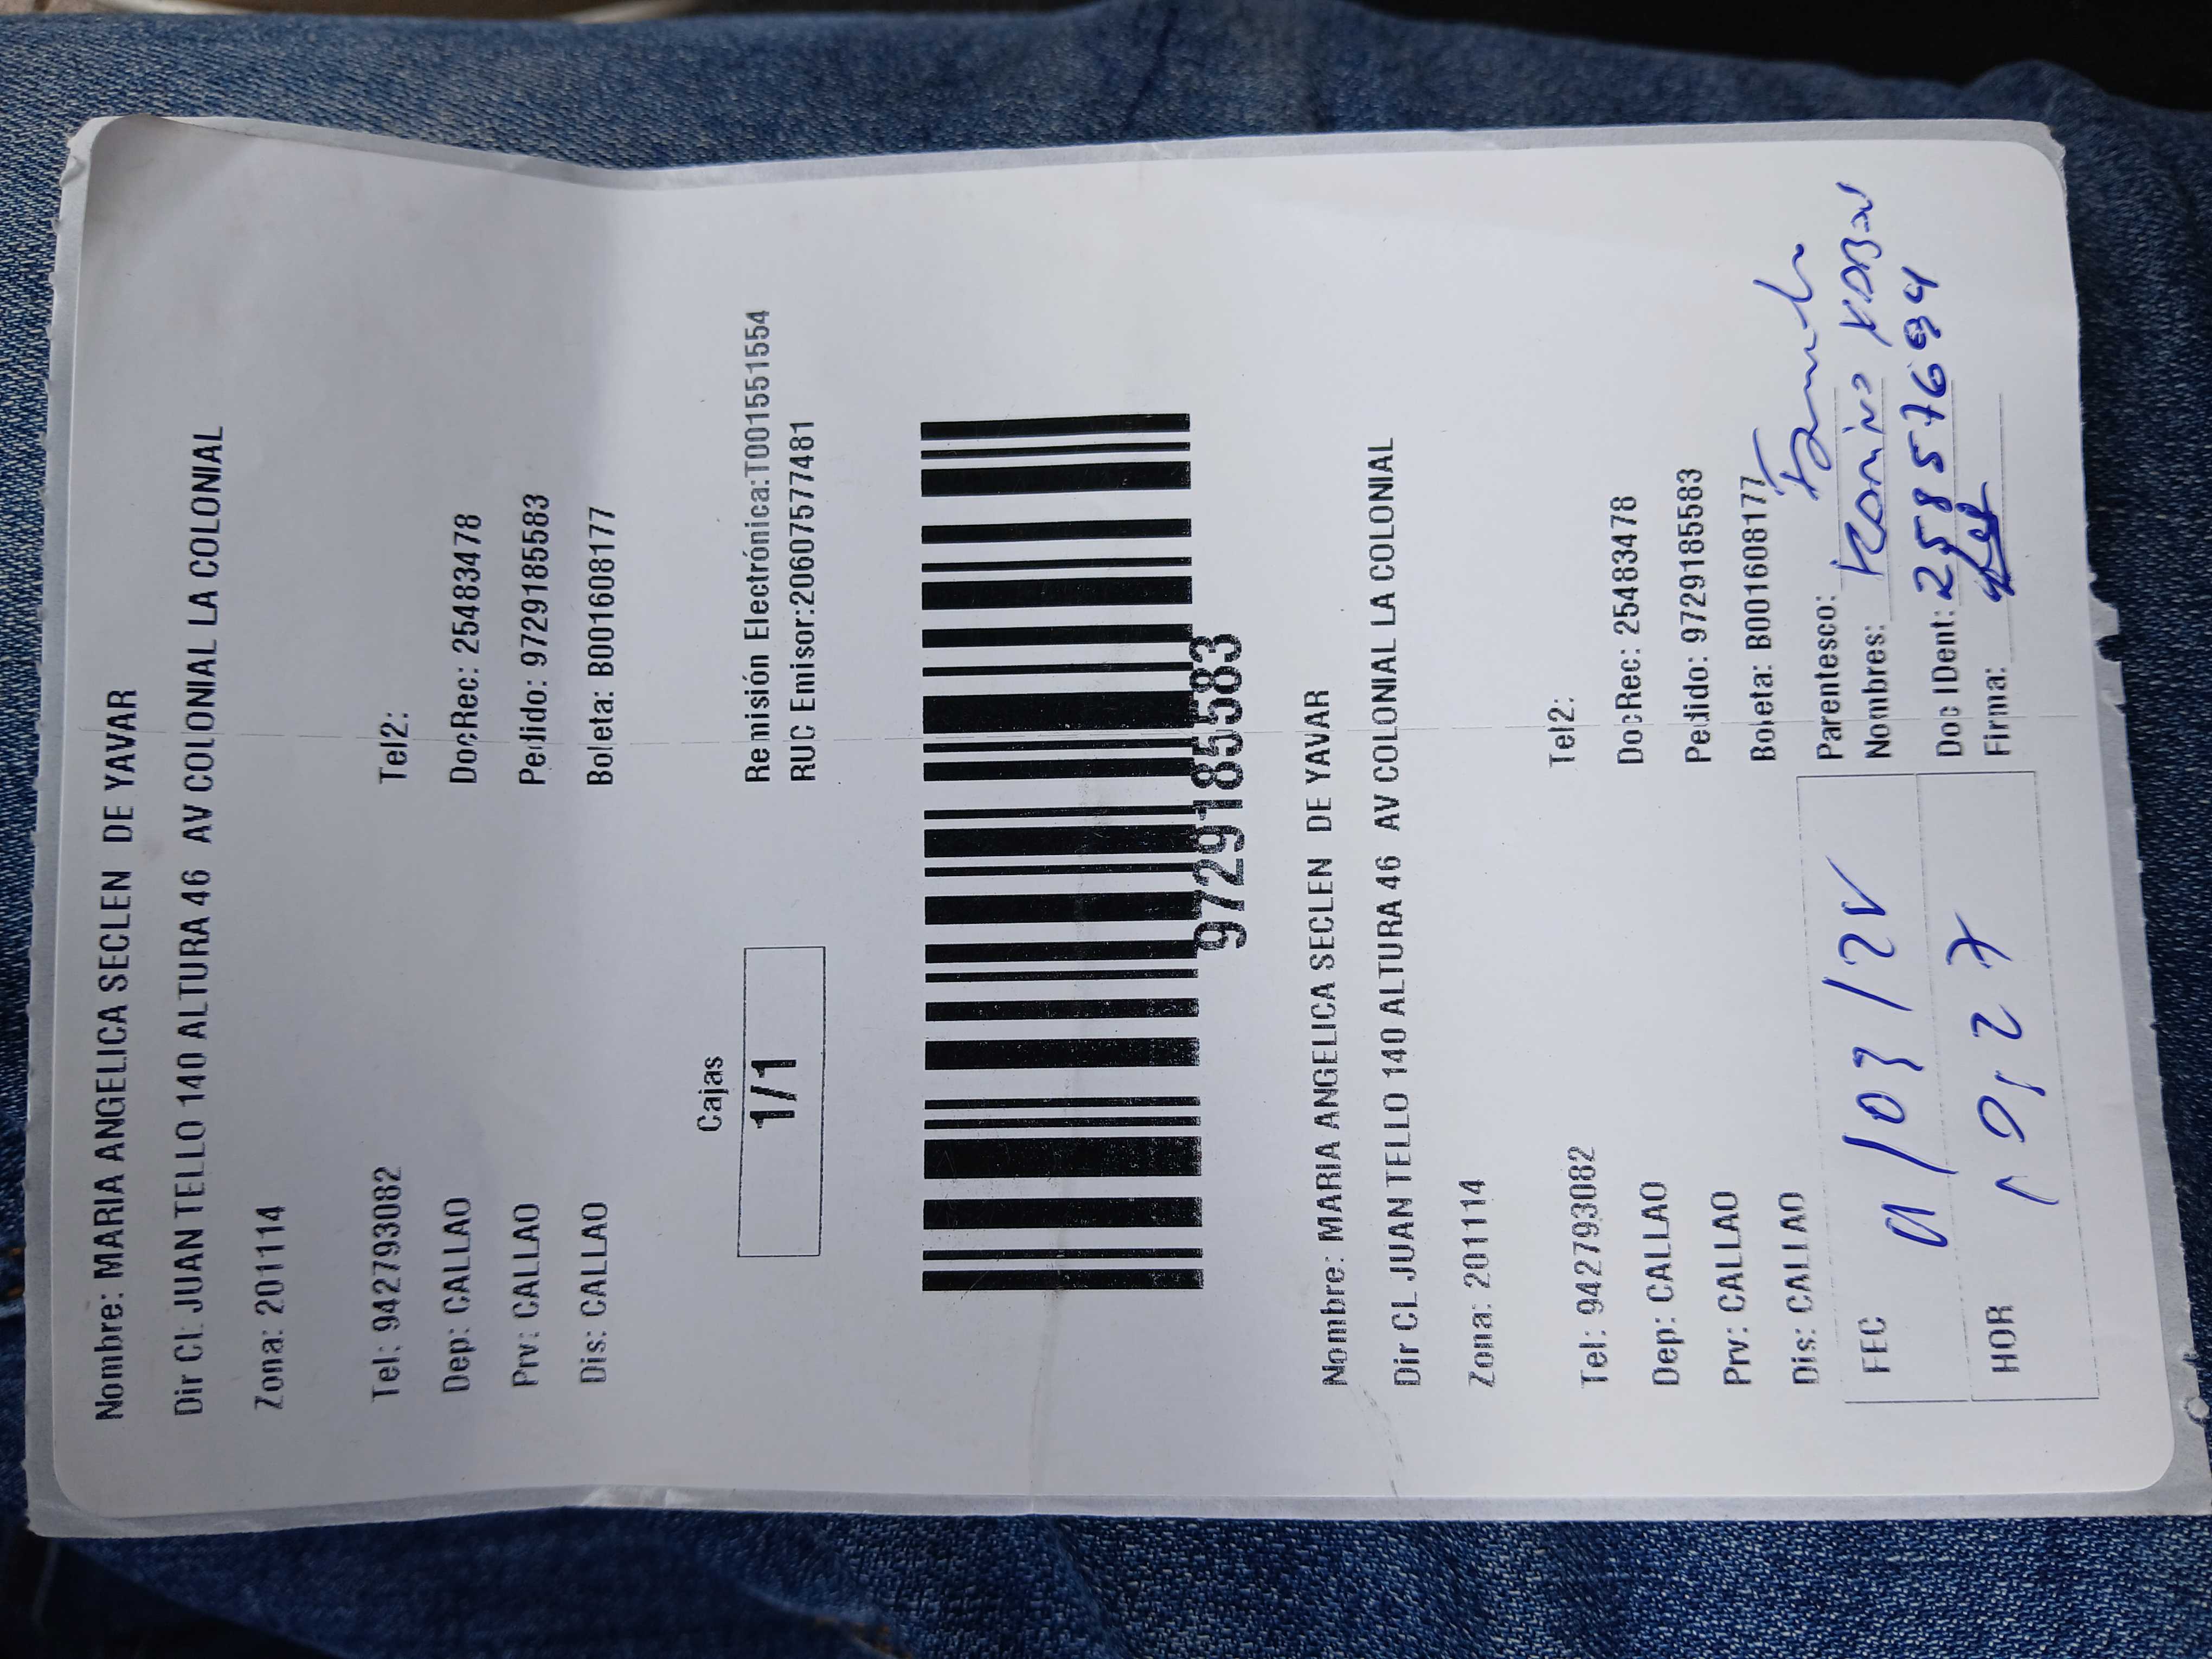 Nombre: MARIA ANGELICA SECLEN DE YAVAR
Dir CL JUAN TELLO 140 ALTURA 46 AV COLONIAL LA COLONIAL
Zona: 201114
Tel: 942793082 Tel2:
Dep: CALLAO DocRec: 25483478
Prv: CALLAO Pedido: 9729185583
Dis: CALLAO Boleta: B001608177
Cajas
1/1
Remisión Electrónica:T001551554
RUC Emisor:20607577481
9729185583
Nombre: MARIA ANGELICA SECLEN DE YAVAR
Dir CL JUAN TELLO 140 ALTURA 46 AV COLONIAL LA COLONIAL
Zona: 201114
Tel: 942793082 Tel2:
Dep: CALLAO DocRec: 25483478
Prv: CALLAO Pedido: 9729185583
Dis: CALLAO Boleta: B001608177
FEC
HOR
Parentesco:
Nombres:
Doc IDent: 25857694
Firma: